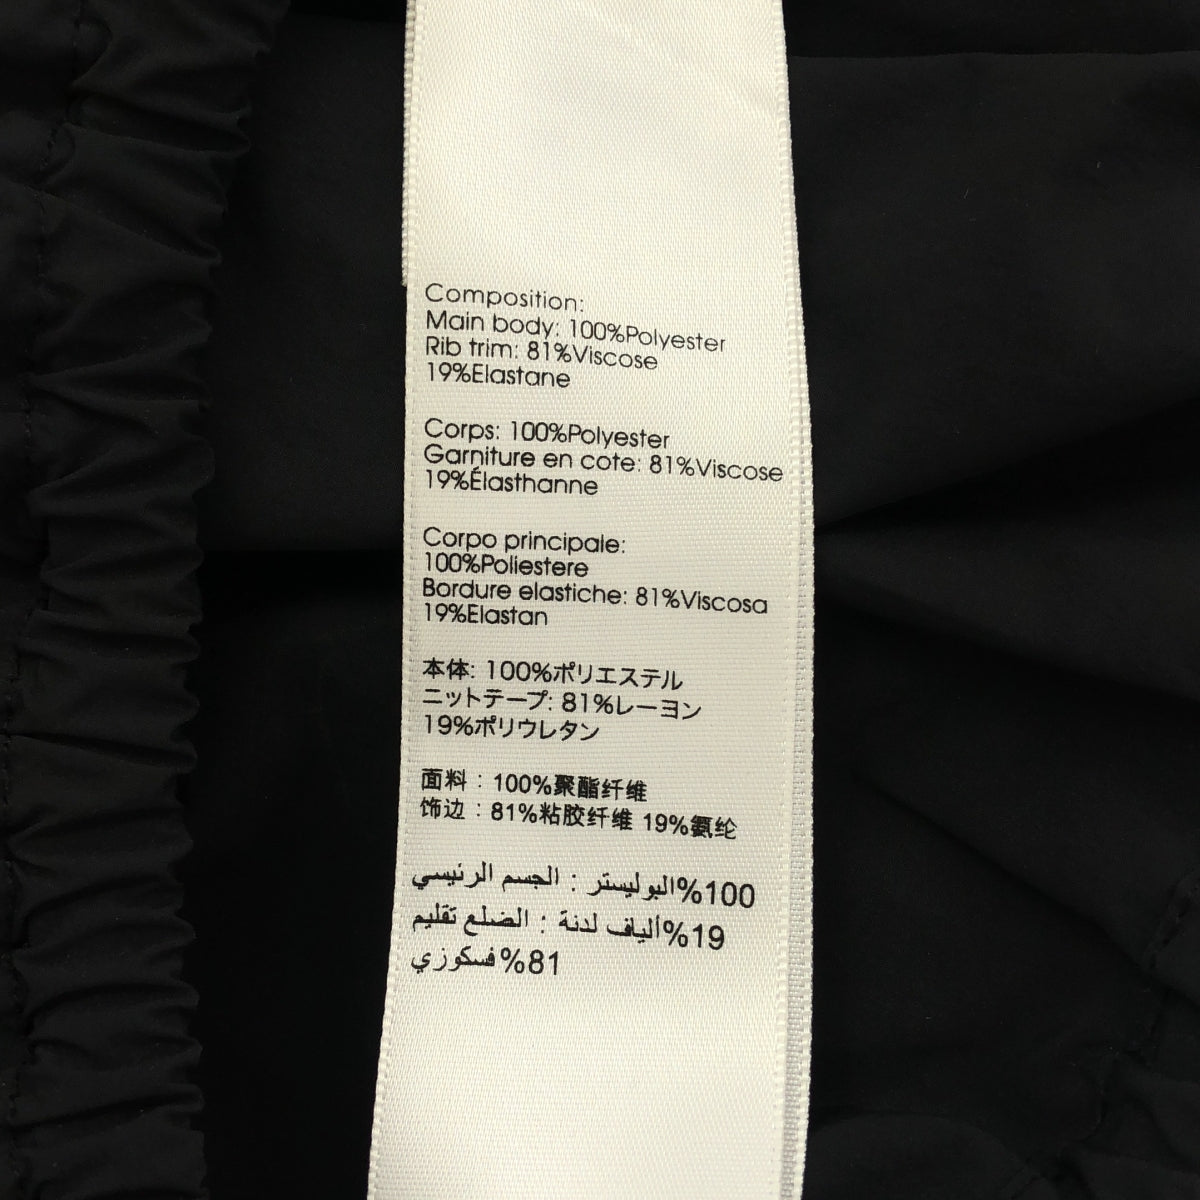 Composition:
Main body: 100%Polyester
Rib trim: 81%Viscose
19%Elastane
Corps: 100%Polyester
Garniture en cote: 81%Viscose
19%Élasthanne
Corpo principale:
100%Poliestere
Bordure elastiche: 81%Viscosa
19%Elastan
本体: 100%ポリエステル
ニットテープ: 81%レーヨン
19%ポリウレタン
面料：100%聚酯纤维
饰边：81%粘胶纤维 19%氨纶
100%البوليستر : الجسم الرئيسي
19%ألياف لدنة : الضلع تقليم
81%فسكوزي